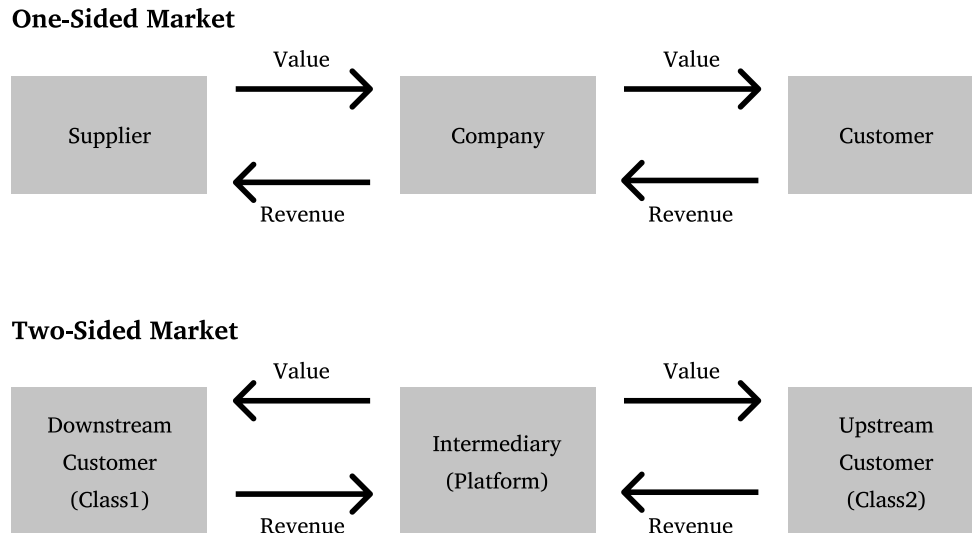 One-Sided Market
Value
Value
Supplier
Company
Customer
Revenue
Revenue
Two-Sided Market
Value
Value
Downstream
Customer
(Class1)
Intermediary
(Platform)
Upstream
Customer
(Class2)
Revenue
Revenue